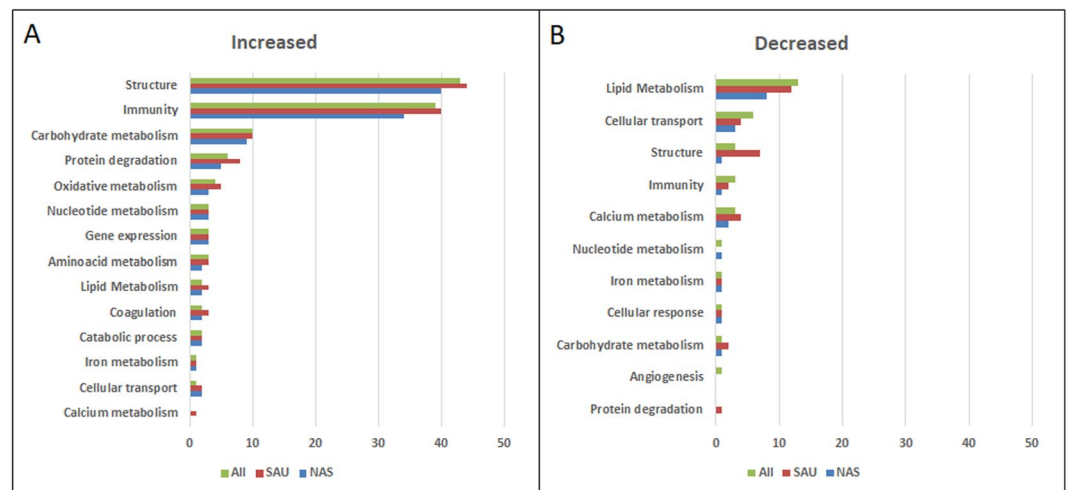 A
Increased
Structure
Immunity
Carbohydrate metabolism
Protein degradation
Oxidative metabolism
Nucleotide metabolism
Gene expression
Aminoacid metabolism
Lipid Metabolism
Coagulation
Catabolic process
Iron metabolism
Cellular transport
Calcium metabolism
0 10 20 30 40 50
All SAU NAS
B
Decreased
Lipid Metabolism
Cellular transport
Structure
Immunity
Calcium metabolism
Nucleotide metabolism
Iron metabolism
Cellular response
Carbohydrate metabolism
Angiogenesis
Protein degradation
0 10 20 30 40 50
All SAU NAS